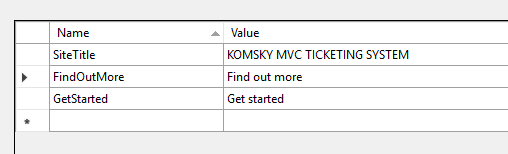 Name Value
SiteTitle KOMSKY MVC TICKETING SYSTEM
FindOutMore Find out more
GetStarted Get started